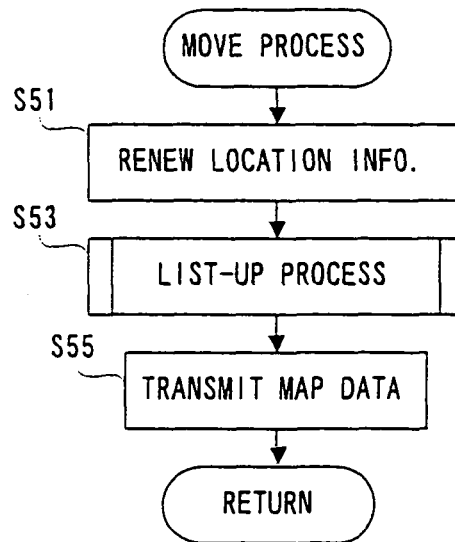 MOVE PROCESS
S51
RENEW LOCATION INFO.
S53
LIST-UP PROCESS
S55
TRANSMIT MAP DATA
RETURN